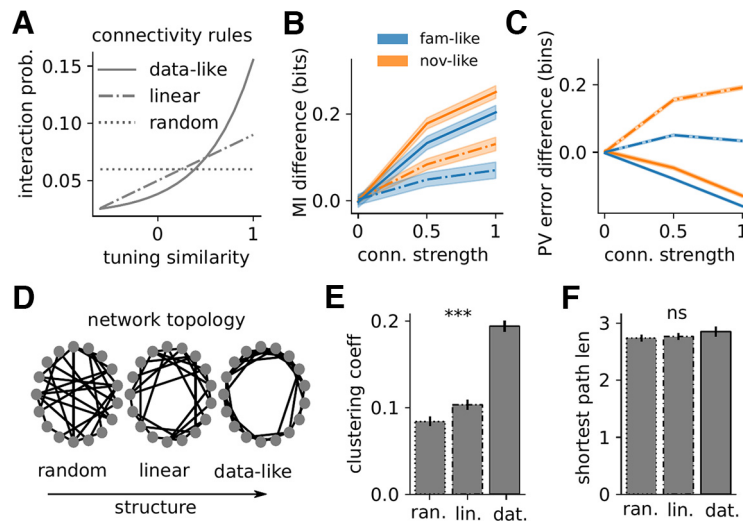 A
connectivity rules
interaction prob.
0.15
0.10
0.05
data-like
linear
random
0
1
tuning similarity
B
fam-like
nov-like
MI difference (bits)
0.2
0.0
0
0.5
1
conn. strength
C
PV error difference (bins)
0.2
0.0
0
0.5
1
conn. strength
D
network topology
random
linear
data-like
structure
E
***
clustering coeff
0.2
0.1
0.0
ran.
lin.
dat.
F
ns
shortest path len
3
2
1
0
ran.
lin.
dat.